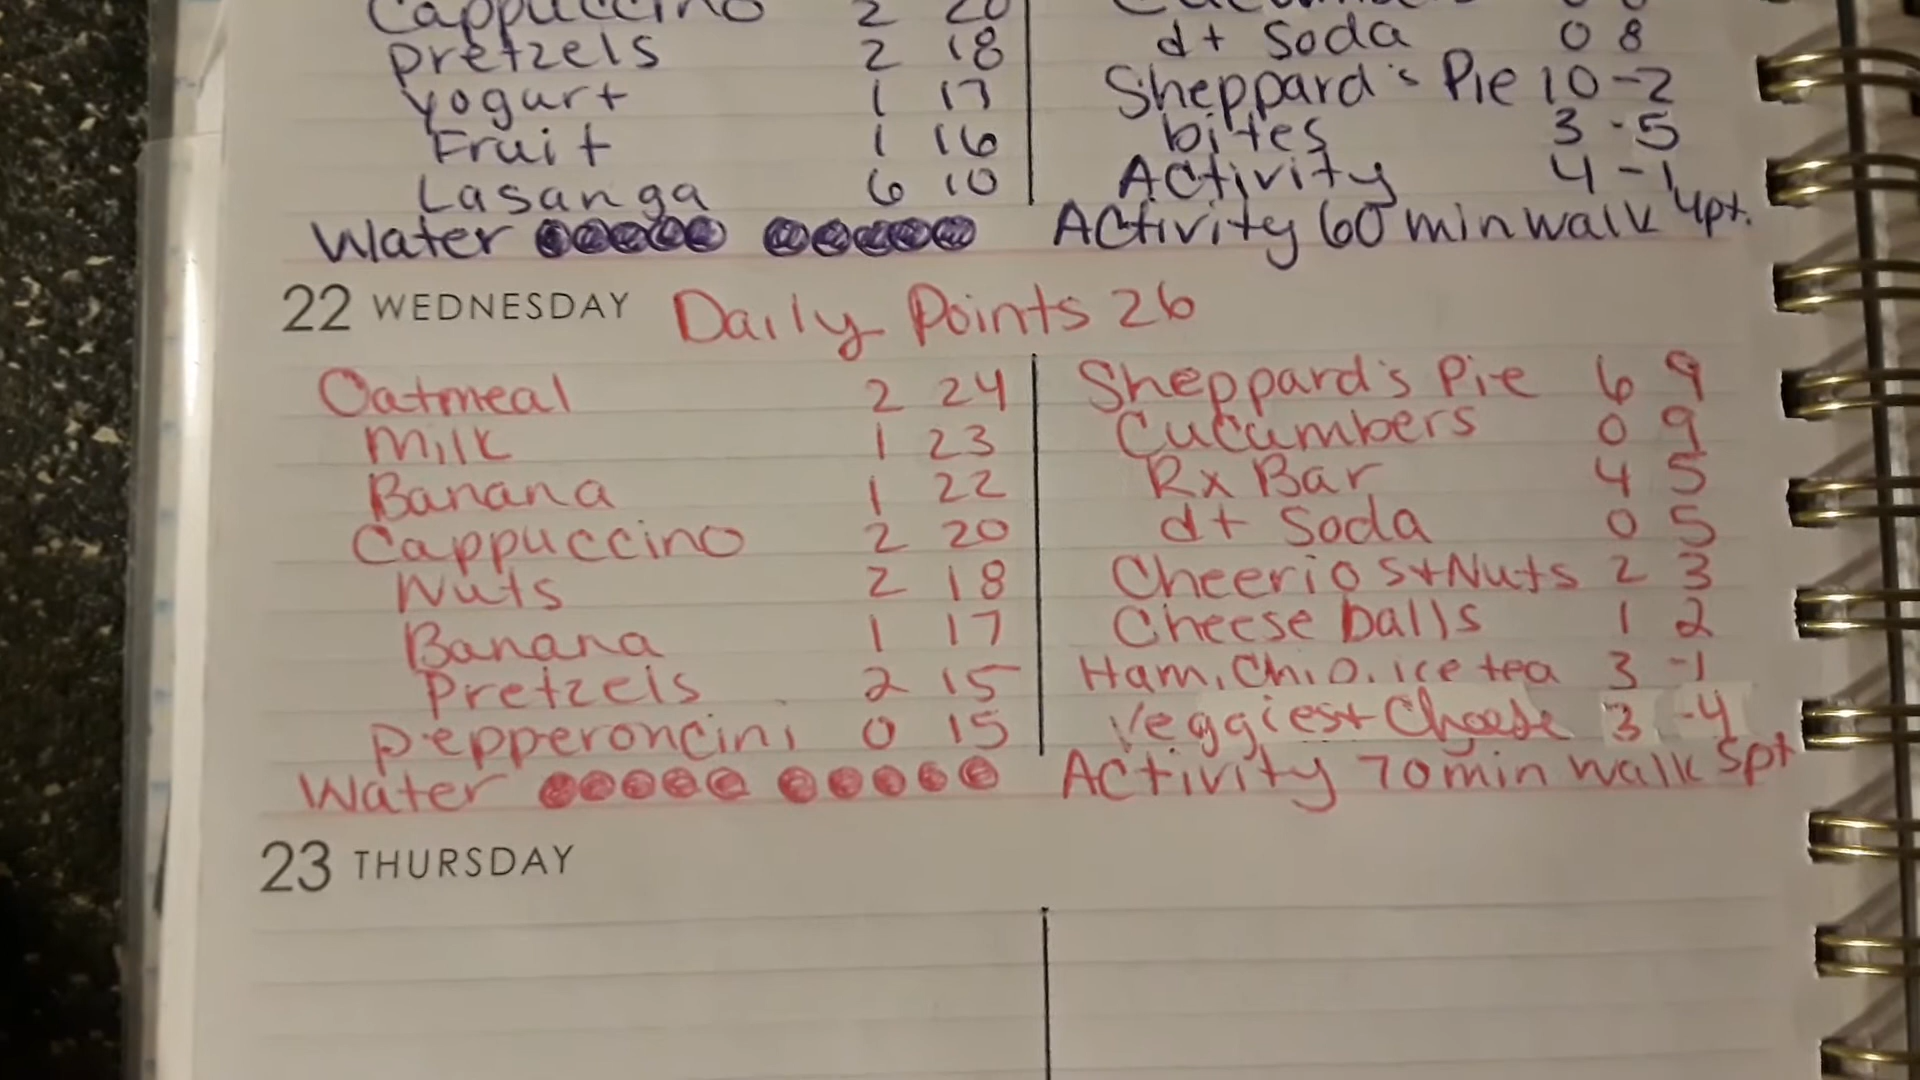 Cappuccino 2 20
Pretzels 2 18
Yogurt 1 17
Fruit 1 16
Lasanga 6 10
d+ Soda 0 8
Sheppard's Pie 10 -2
bites 3 -5
Activity 4 -1
Water
Activity 60 min walk 4pt.
22 WEDNESDAY Daily Points 26
Oatmeal 2 24
Milk 1 23
Banana 1 22
Cappuccino 2 20
Nuts 2 18
Banana 1 17
Pretzels 2 15
Pepperoncini 0 15
Sheppard's Pie 6 9
Cucumbers 0 9
Rx Bar 4 5
d+ Soda 0 5
Cheerios+Nuts 2 3
Cheese balls 1 2
Ham, Ch, O, ice tea 3 -1
Veggies+ Cheese 3 -4
Water
Activity 70 min walk 5pt
23 THURSDAY